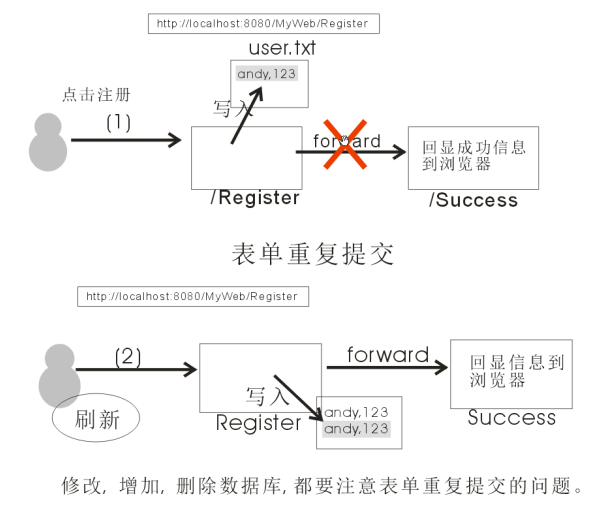 http://localhost:8080/MyWeb/Register
user.txt
andy,123
点击注册
(1)
写入
forward
回显成功信息
到浏览器
/Register
/Success
表单重复提交
http://localhost:8080/MyWeb/Register
(2)
forward
回显信息到
浏览器
写入
刷新
Register
andy,123
andy,123
Success
修改, 增加, 删除数据库, 都要注意表单重复提交的问题。